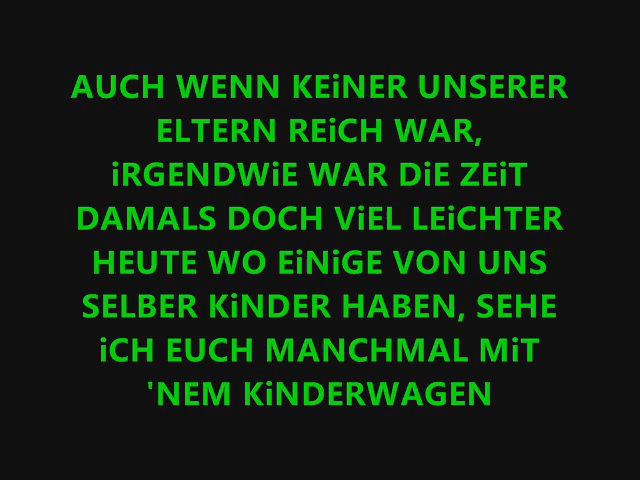 AUCH WENN KEiNER UNSERER
ELTERN REiCH WAR,
iRGENDWiE WAR DiE ZEiT
DAMALS DOCH ViEL LEiCHTER
HEUTE WO EiNiGE VON UNS
SELBER KiNDER HABEN, SEHE
iCH EUCH MANCHMAL MiT
'NEM KiNDERWAGEN